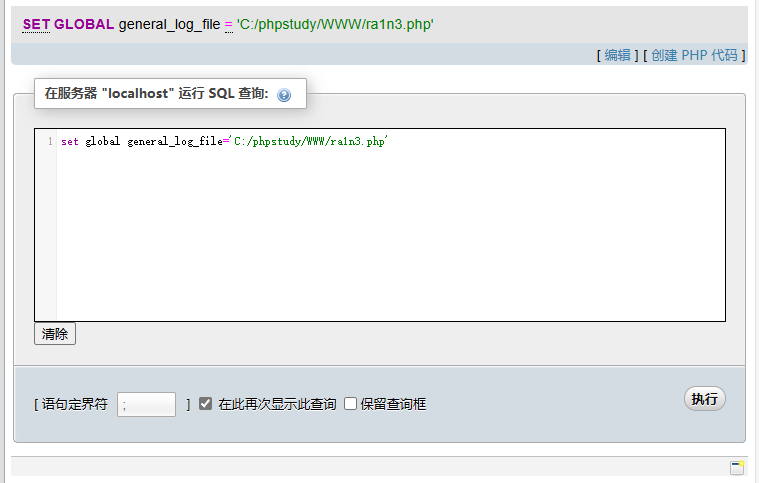 SET GLOBAL general_log_file = 'C:/phpstudy/WWW/ra1n3.php'
[ 编辑 ] [ 创建 PHP 代码 ]
在服务器 "localhost" 运行 SQL 查询:
1 set global general_log_file='C:/phpstudy/WWW/ra1n3.php'
清除
[ 语句定界符 ; ] 在此再次显示此查询 保留查询框 执行